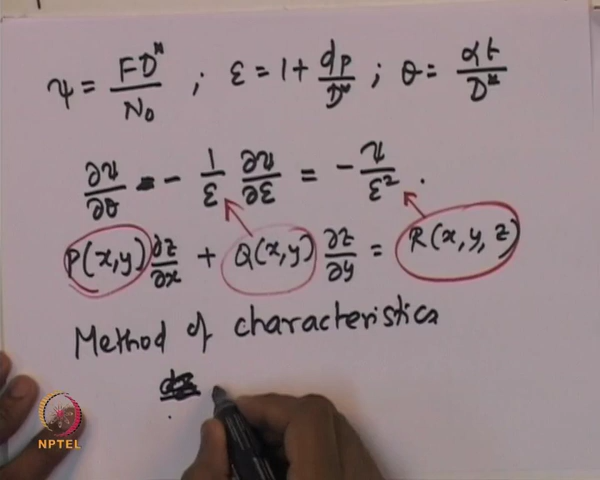 ψ = FD*/N₀ ; ε = 1 + dp/D* ; θ = αt/D*
∂ψ/∂θ = - 1/ε ∂ψ/∂ε = - ψ/ε² .
P(x,y) ∂z/∂x + Q(x,y) ∂z/∂y = R(x,y,z)
Method of characteristics
NPTEL